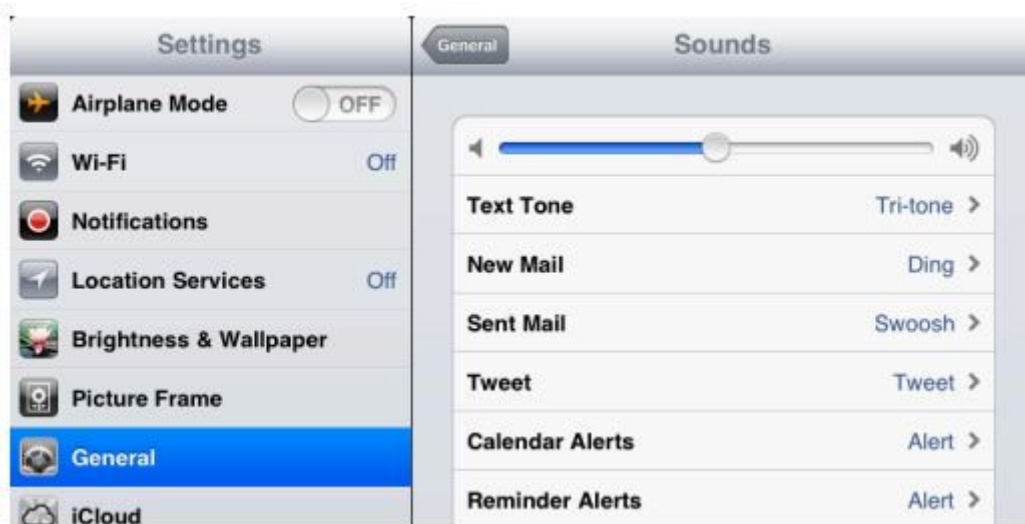 Settings
Airplane Mode OFF
Wi-Fi Off
Notifications
Location Services Off
Brightness & Wallpaper
Picture Frame
General
iCloud
General Sounds
Text Tone Tri-tone
New Mail Ding
Sent Mail Swoosh
Tweet Tweet
Calendar Alerts Alert
Reminder Alerts Alert